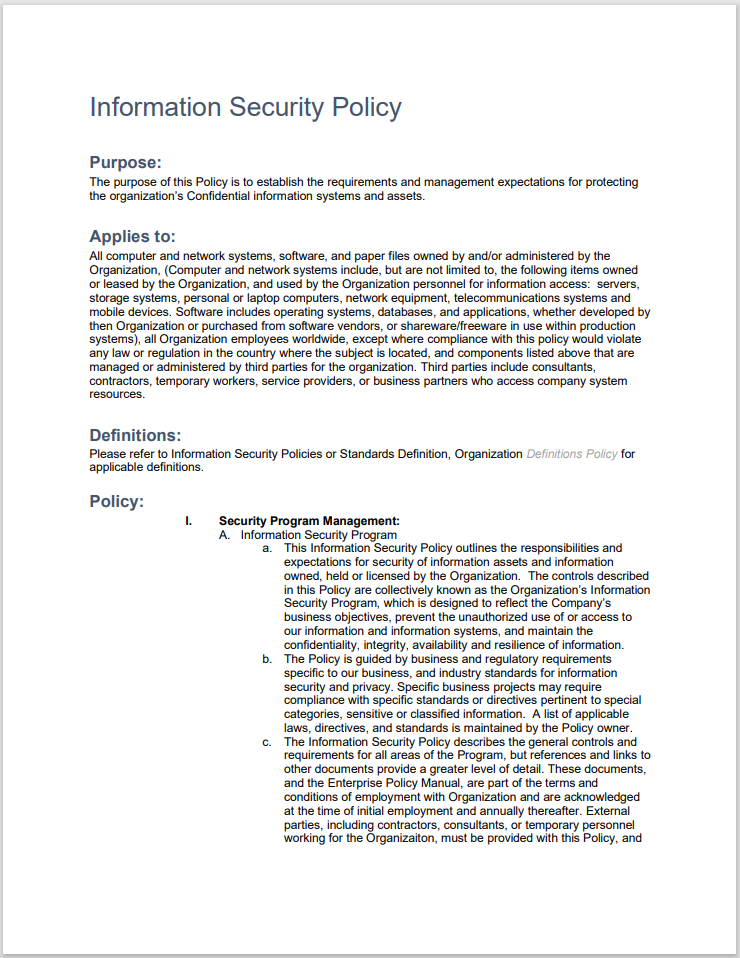 Information Security Policy
Purpose:
The purpose of this Policy is to establish the requirements and management expectations for protecting
the organization's Confidential information systems and assets.
Applies to:
All computer and network systems, software, and paper files owned by and/or administered by the
Organization, (Computer and network systems include, but are not limited to, the following items owned
or leased by the Organization, and used by the Organization personnel for information access:  servers,
storage systems, personal or laptop computers, network equipment, telecommunications systems and
mobile devices. Software includes operating systems, databases, and applications, whether developed by
then Organization or purchased from software vendors, or shareware/freeware in use within production
systems), all Organization employees worldwide, except where compliance with this policy would violate
any law or regulation in the country where the subject is located, and components listed above that are
managed or administered by third parties for the organization. Third parties include consultants,
contractors, temporary workers, service providers, or business partners who access company system
resources.
Definitions:
Please refer to Information Security Policies or Standards Definition, Organization Definitions Policy for
applicable definitions.
Policy:
I. Security Program Management:
A. Information Security Program
a. This Information Security Policy outlines the responsibilities and
expectations for security of information assets and information
owned, held or licensed by the Organization.  The controls described
in this Policy are collectively known as the Organization's Information
Security Program, which is designed to reflect the Company's
business objectives, prevent the unauthorized use of or access to
our information and information systems, and maintain the
confidentiality, integrity, availability and resilience of information.
b. The Policy is guided by business and regulatory requirements
specific to our business, and industry standards for information
security and privacy. Specific business projects may require
compliance with specific standards or directives pertinent to special
categories, sensitive or classified information.  A list of applicable
laws, directives, and standards is maintained by the Policy owner.
c. The Information Security Policy describes the general controls and
requirements for all areas of the Program, but references and links to
other documents provide a greater level of detail. These documents,
and the Enterprise Policy Manual, are part of the terms and
conditions of employment with Organization and are acknowledged
at the time of initial employment and annually thereafter. External
parties, including contractors, consultants, or temporary personnel
working for the Organizaiton, must be provided with this Policy, and